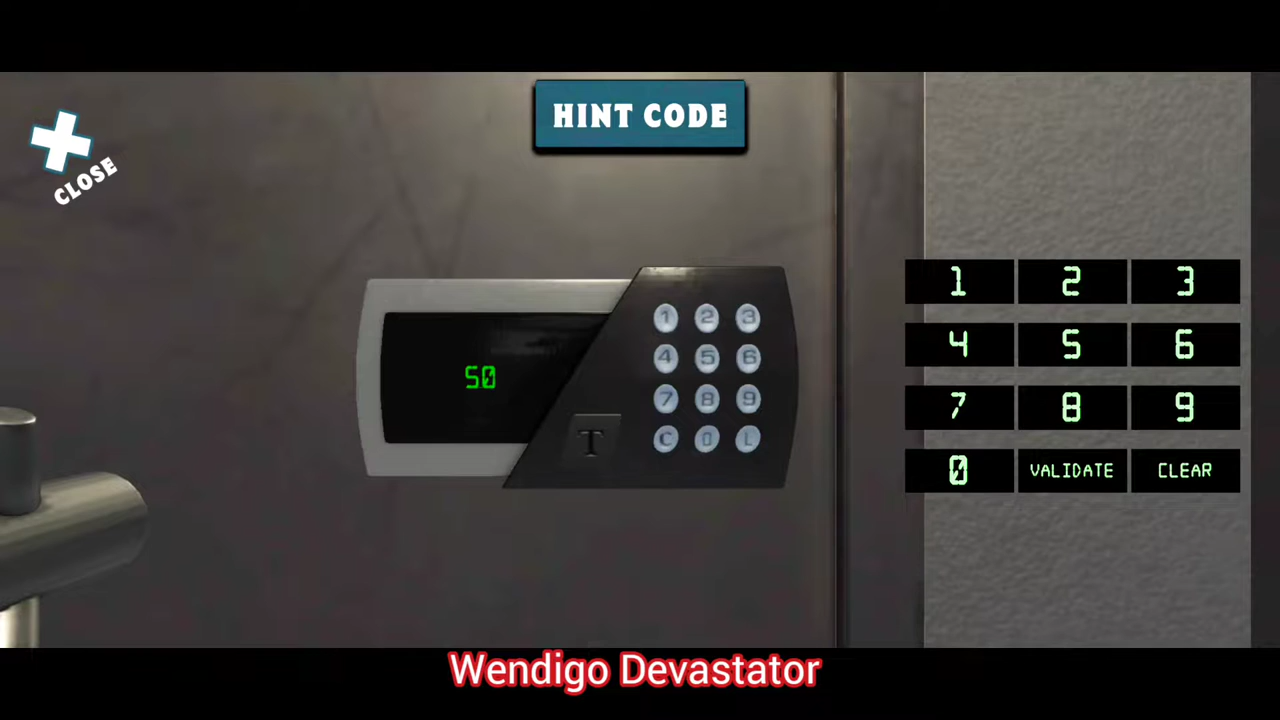 HINT CODE
CLOSE
50
T
1 2 3
4 5 6
7 8 9
C 0 L
1 2 3
4 5 6
7 8 9
0 VALIDATE CLEAR
Wendigo Devastator